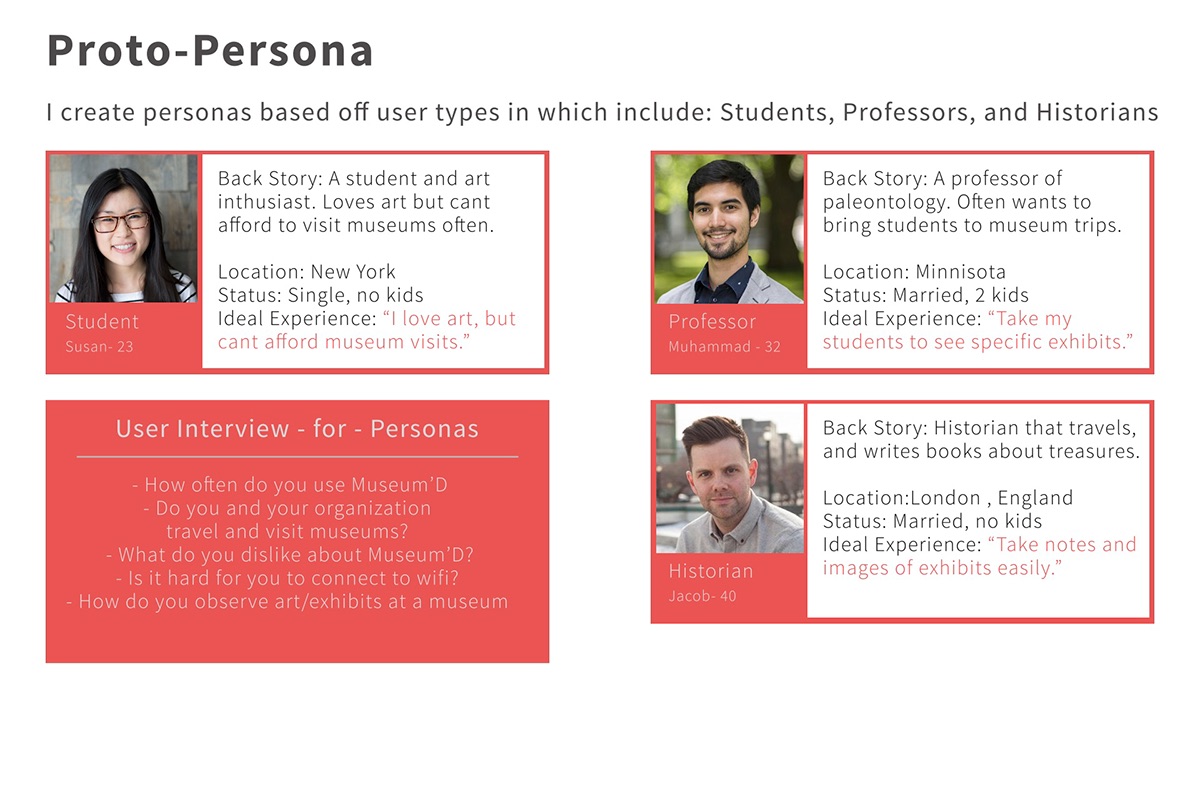 Proto-Persona
I create personas based off user types in which include: Students, Professors, and Historians
Back Story: A student and art
inthusiast. Loves art but cant
afford to visit museums often.
Location: New York
Status: Single, no kids
Ideal Experience: “I love art, but
cant afford museum visits.”
Student
Susan- 23
Back Story: A professor of
paleontology. Often wants to
bring students to museum trips.
Location: Minnisota
Status: Married, 2 kids
Ideal Experience: “Take my
students to see specific exhibits.”
Professor
Muhammad - 32
User Interview - for - Personas
- How often do you use Museum’D
- Do you and your organization
travel and visit museums?
- What do you dislike about Museum’D?
- Is it hard for you to connect to wifi?
- How do you observe art/exhibits at a museum
Back Story: Historian that travels,
and writes books about treasures.
Location:London , England
Status: Married, no kids
Ideal Experience: “Take notes and
images of exhibits easily.”
Historian
Jacob- 40